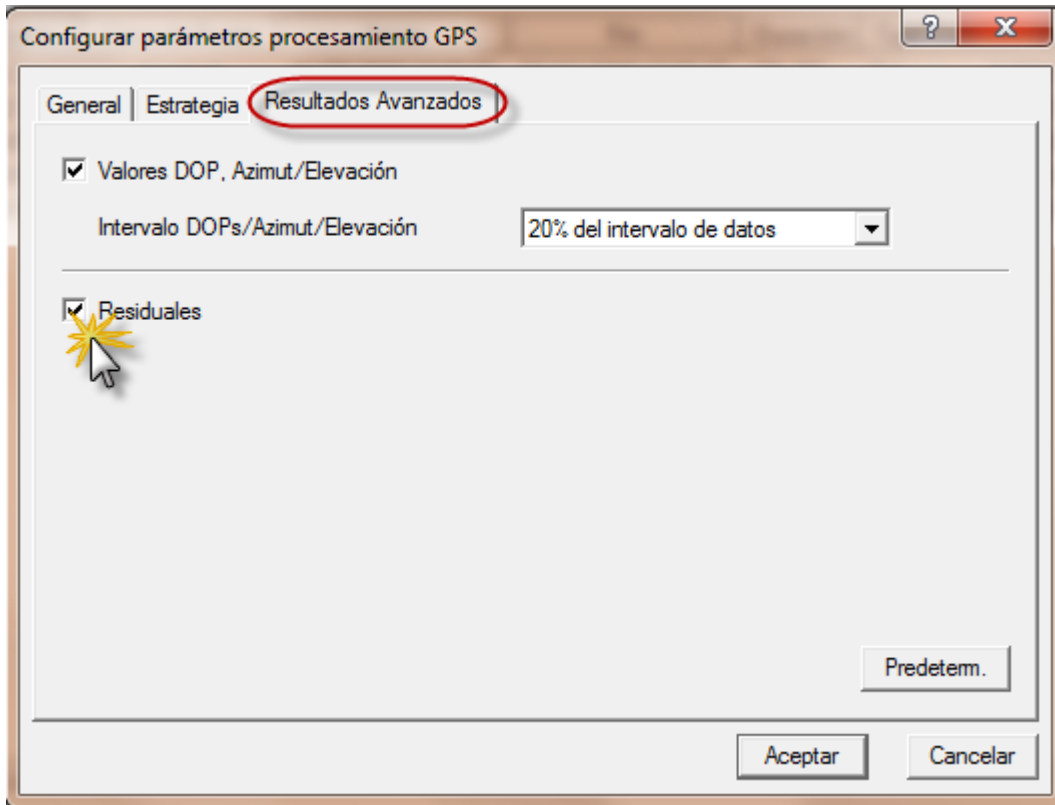 Configurar parámetros procesamiento GPS
General Estrategia Resultados Avanzados
Valores DOP, Azimut/Elevación
Intervalo DOPs/Azimut/Elevación 20% del intervalo de datos
Residuales
Predeterm.
Aceptar Cancelar